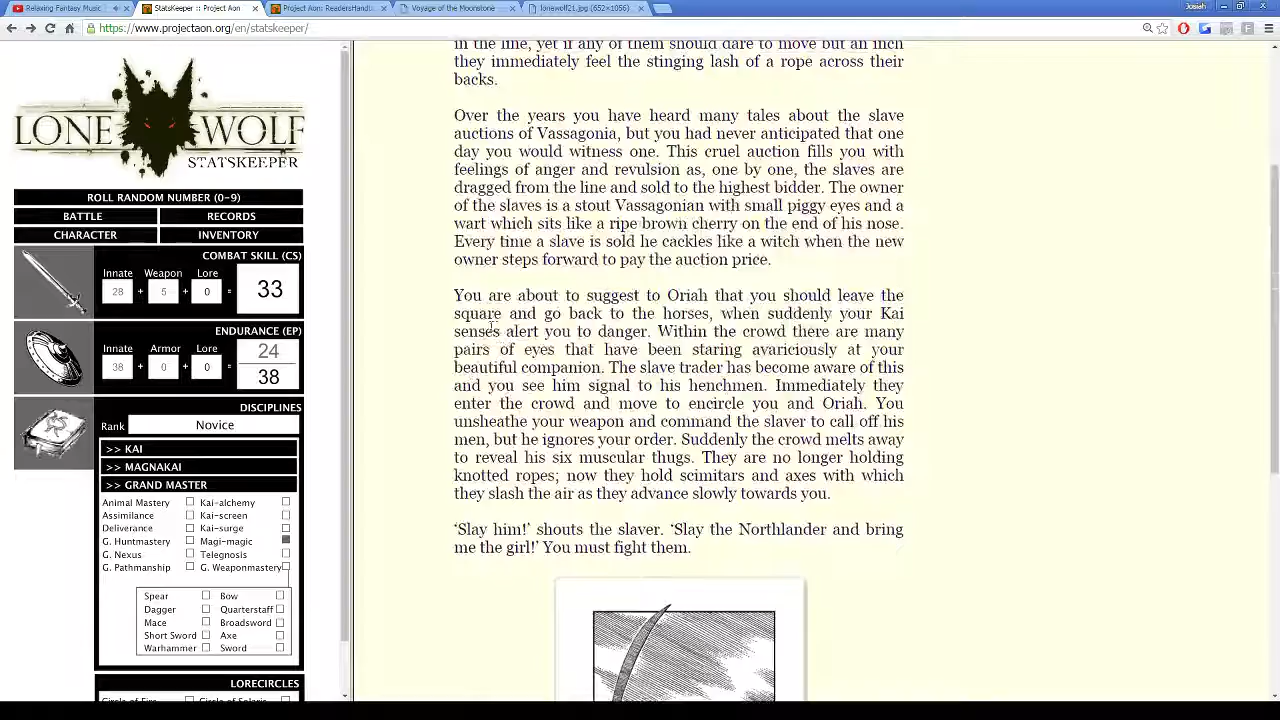 Relaxing Fantasy Music
StatsKeeper :: Project Aon
Project Aon: ReadersHandb
Voyage of the Moonstone
lonewolf21.jpg (652×1056)
Josiah
https://www.projectaon.org/en/statskeeper/
LONE WOLF
STATSKEEPER
ROLL RANDOM NUMBER (0-9)
BATTLE
RECORDS
CHARACTER
INVENTORY
COMBAT SKILL (CS)
Innate Weapon Lore
28 + 5 + 0 = 33
ENDURANCE (EP)
Innate Armor Lore
24
38 + 0 + 0 = 38
DISCIPLINES
Rank Novice
>> KAI
>> MAGNAKAI
>> GRAND MASTER
Animal Mastery Kai-alchemy
Assimilance Kai-screen
Deliverance Kai-surge
G. Huntmastery Magi-magic
G. Nexus Telegnosis
G. Pathmanship G. Weaponmastery
Spear Bow
Dagger Quarterstaff
Mace Broadsword
Short Sword Axe
Warhammer Sword
LORECIRCLES
Circle of Fire Circle of Solaris
in the line, yet if any of them should dare to move but an inch
they immediately feel the stinging lash of a rope across their
backs.
Over the years you have heard many tales about the slave
auctions of Vassagonia, but you had never anticipated that one
day you would witness one. This cruel auction fills you with
feelings of anger and revulsion as, one by one, the slaves are
dragged from the line and sold to the highest bidder. The owner
of the slaves is a stout Vassagonian with small piggy eyes and a
wart which sits like a ripe brown cherry on the end of his nose.
Every time a slave is sold he cackles like a witch when the new
owner steps forward to pay the auction price.
You are about to suggest to Oriah that you should leave the
square and go back to the horses, when suddenly your Kai
senses alert you to danger. Within the crowd there are many
pairs of eyes that have been staring avariciously at your
beautiful companion. The slave trader has become aware of this
and you see him signal to his henchmen. Immediately they
enter the crowd and move to encircle you and Oriah. You
unsheathe your weapon and command the slaver to call off his
men, but he ignores your order. Suddenly the crowd melts away
to reveal his six muscular thugs. They are no longer holding
knotted ropes; now they hold scimitars and axes with which
they slash the air as they advance slowly towards you.
‘Slay him!’ shouts the slaver. ‘Slay the Northlander and bring
me the girl!’ You must fight them.